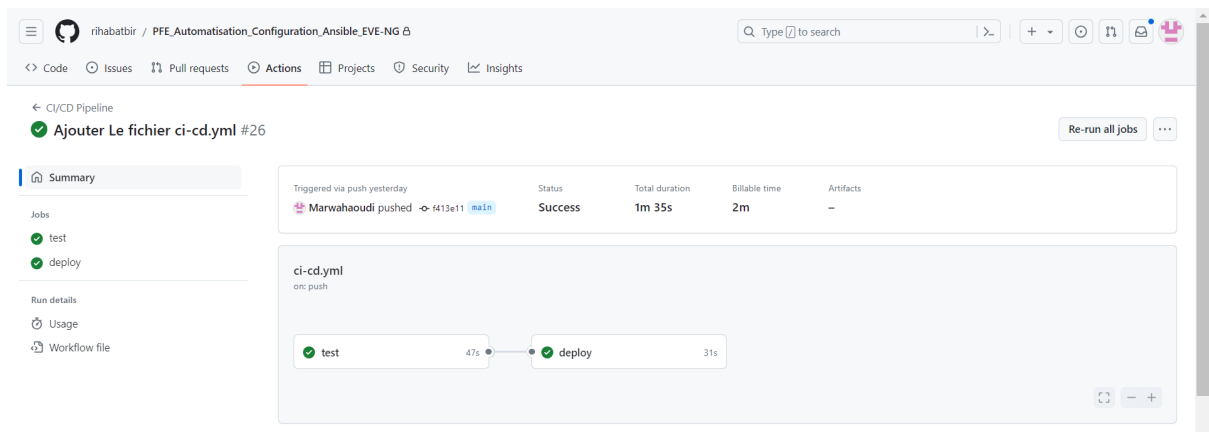 rihabatbir / PFE_Automatisation_Configuration_Ansible_EVE-NG
Type / to search
Code Issues Pull requests Actions Projects Security Insights
← CI/CD Pipeline
Ajouter Le fichier ci-cd.yml #26
Re-run all jobs
Summary
Jobs
test
deploy
Run details
Usage
Workflow file
Triggered via push yesterday Status Total duration Billable time Artifacts
Marwahaoudi pushed f413e11 main Success 1m 35s 2m –
ci-cd.yml
on: push
test 47s deploy 31s